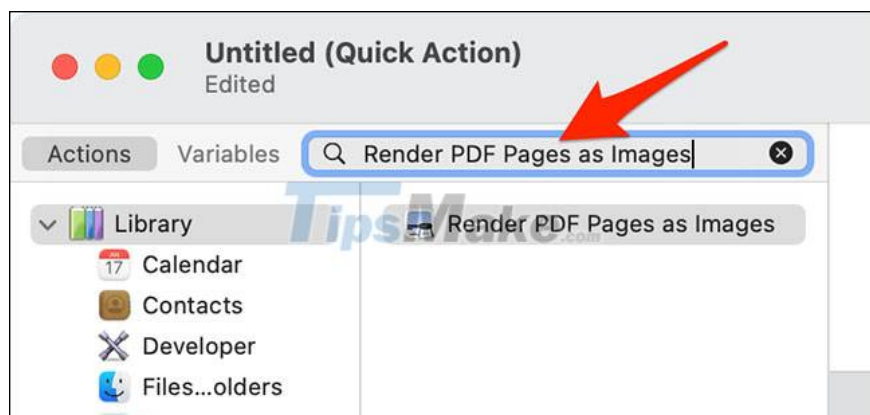 Untitled (Quick Action)
Edited
Actions Variables Render PDF Pages as Images
Library
Render PDF Pages as Images
TipsMake.com
JUL 17 Calendar
Contacts
Developer
Files...olders